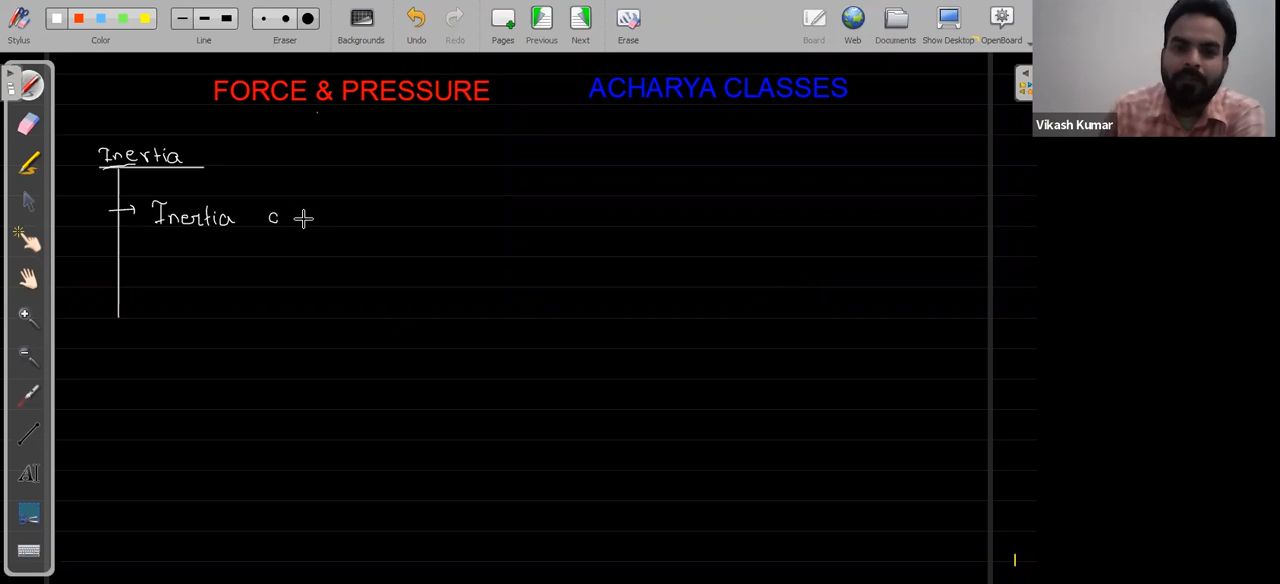 Stylus Color Line Eraser Backgrounds Undo Redo Pages Previous Next Erase Board Web Documents Show Desktop OpenBoard
FORCE & PRESSURE ACHARYA CLASSES
Vikash Kumar
Inertia
→ Inertia o
AI